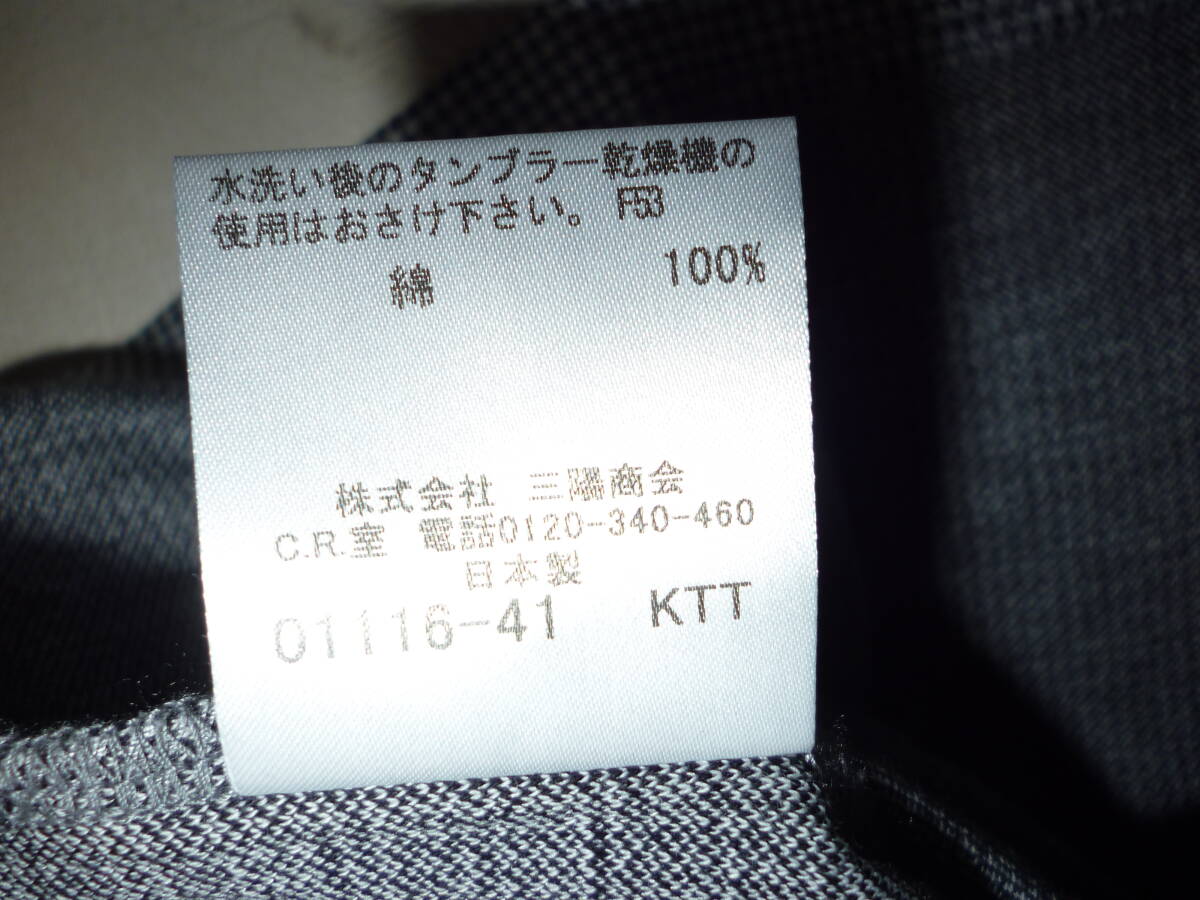 水洗い後のタンブラー乾燥機の
使用はおさけ下さい。 F53
綿 100%
株式会社 三陽商会
C.R.室 電話0120-340-460
日本製
01116-41 KTT